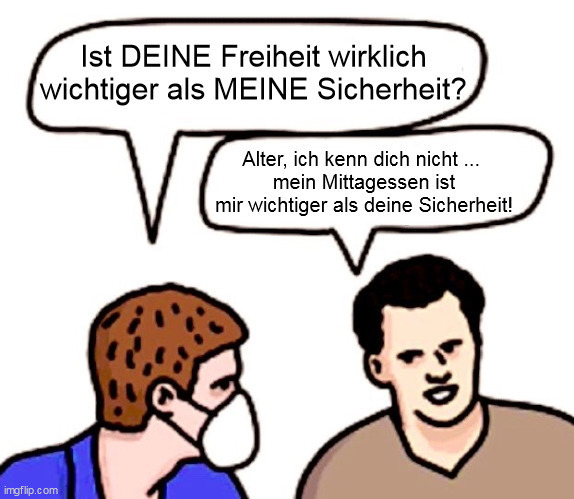 Ist DEINE Freiheit wirklich
wichtiger als MEINE Sicherheit?
Alter, ich kenn dich nicht ...
mein Mittagessen ist
mir wichtiger als deine Sicherheit!
imgflip.com